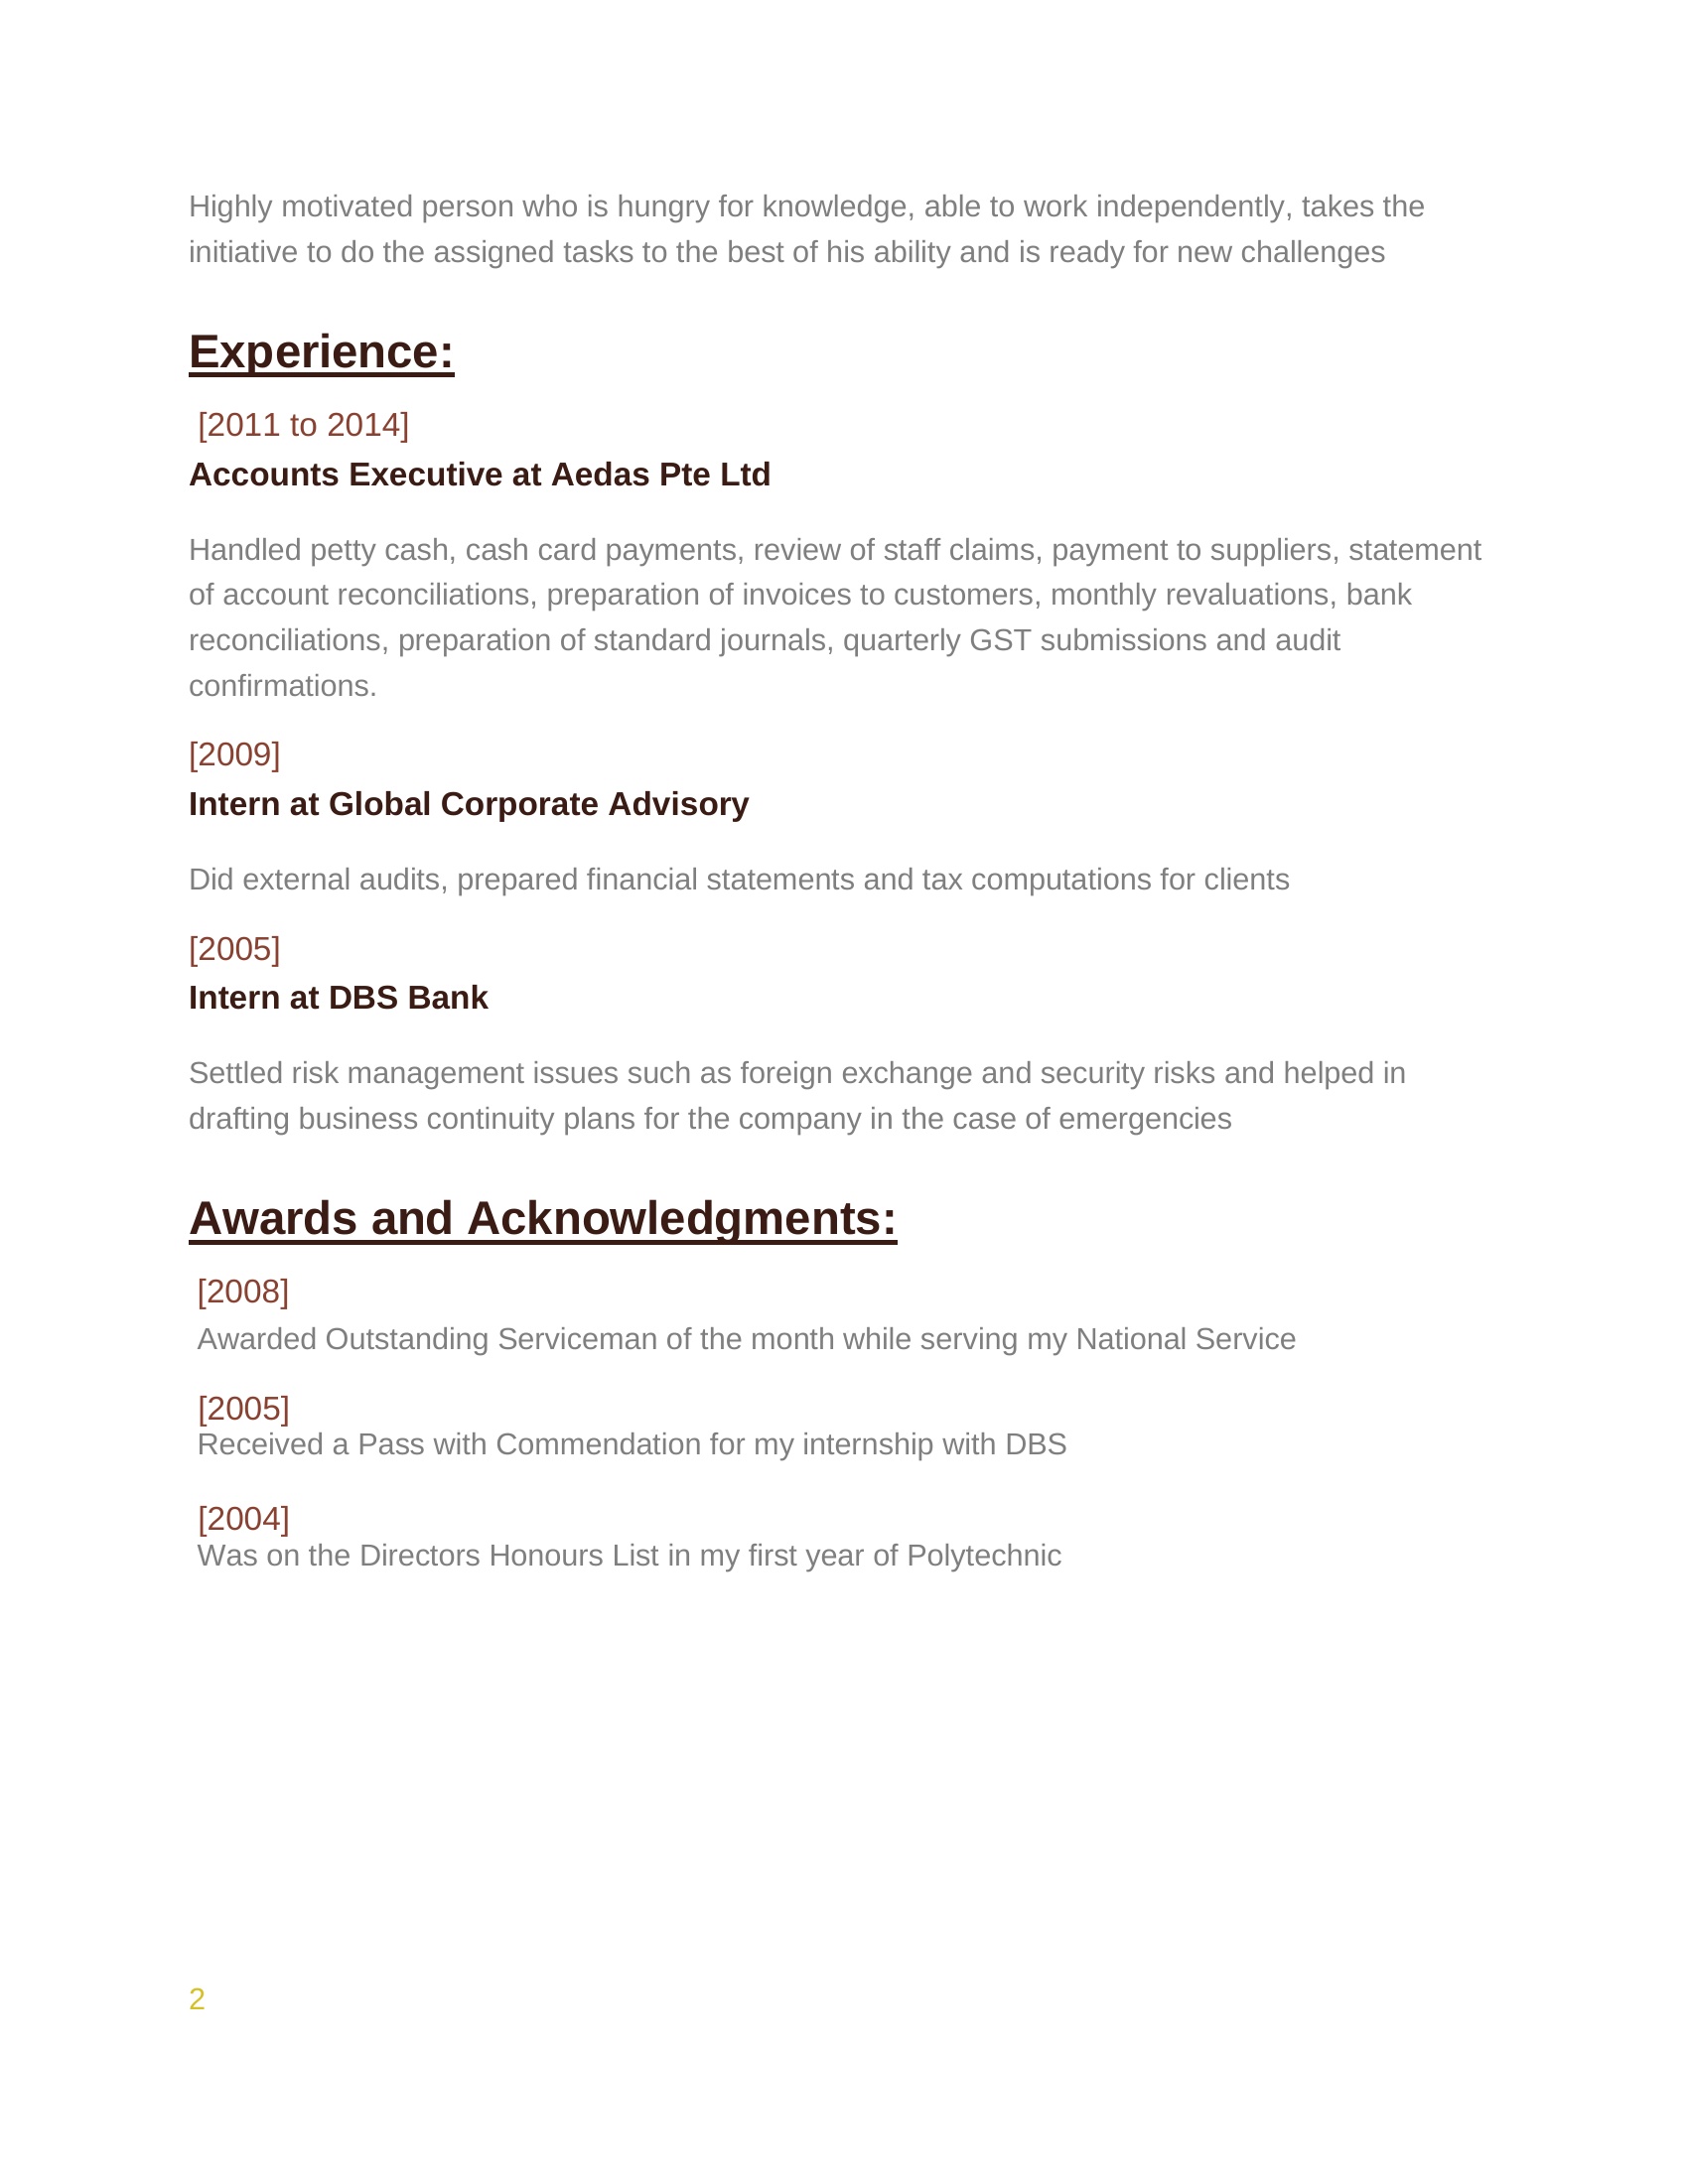 Highly motivated person who is hungry for knowledge, able to work independently, takes the
initiative to do the assigned tasks to the best of his ability and is ready for new challenges
Experience:
[2011 to 2014]
Accounts Executive at Aedas Pte Ltd
Handled petty cash, cash card payments, review of staff claims, payment to suppliers, statement
of account reconciliations, preparation of invoices to customers, monthly revaluations, bank
reconciliations, preparation of standard journals, quarterly GST submissions and audit
confirmations.
[2009]
Intern at Global Corporate Advisory
Did external audits, prepared financial statements and tax computations for clients
[2005]
Intern at DBS Bank
Settled risk management issues such as foreign exchange and security risks and helped in
drafting business continuity plans for the company in the case of emergencies
Awards and Acknowledgments:
[2008]
Awarded Outstanding Serviceman of the month while serving my National Service
[2005]
Received a Pass with Commendation for my internship with DBS
[2004]
Was on the Directors Honours List in my first year of Polytechnic
2